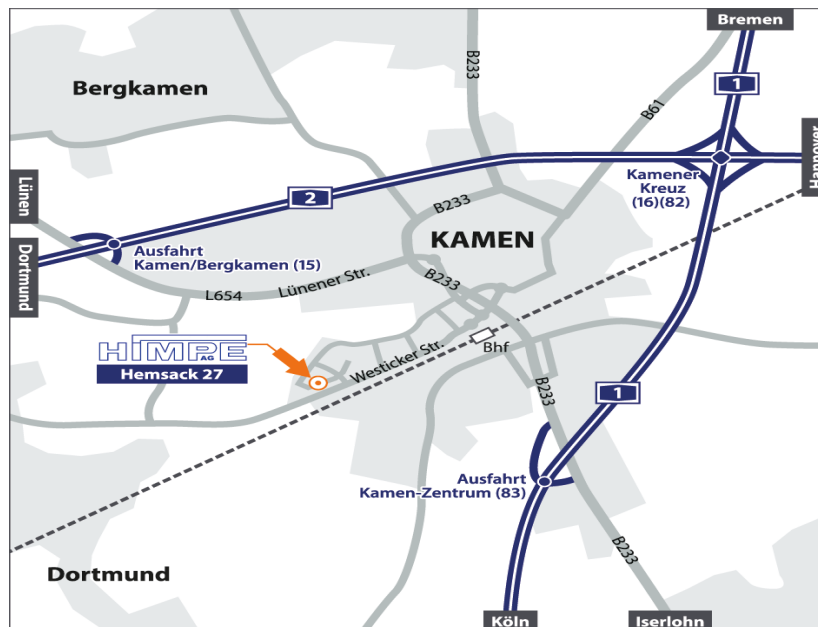 Bremen
B233
Bergkamen
1
B61
Hannover
Kamener
Kreuz
(16)(82)
Lünen
2
B233
KAMEN
Dortmund
Ausfahrt
Kamen/Bergkamen (15)
B233
L654
Lünener Str.
HIMPE
AG
Hemsack 27
Westicker Str.
Bhf
B233
1
Ausfahrt
Kamen-Zentrum (83)
B233
Dortmund
Köln
Iserlohn